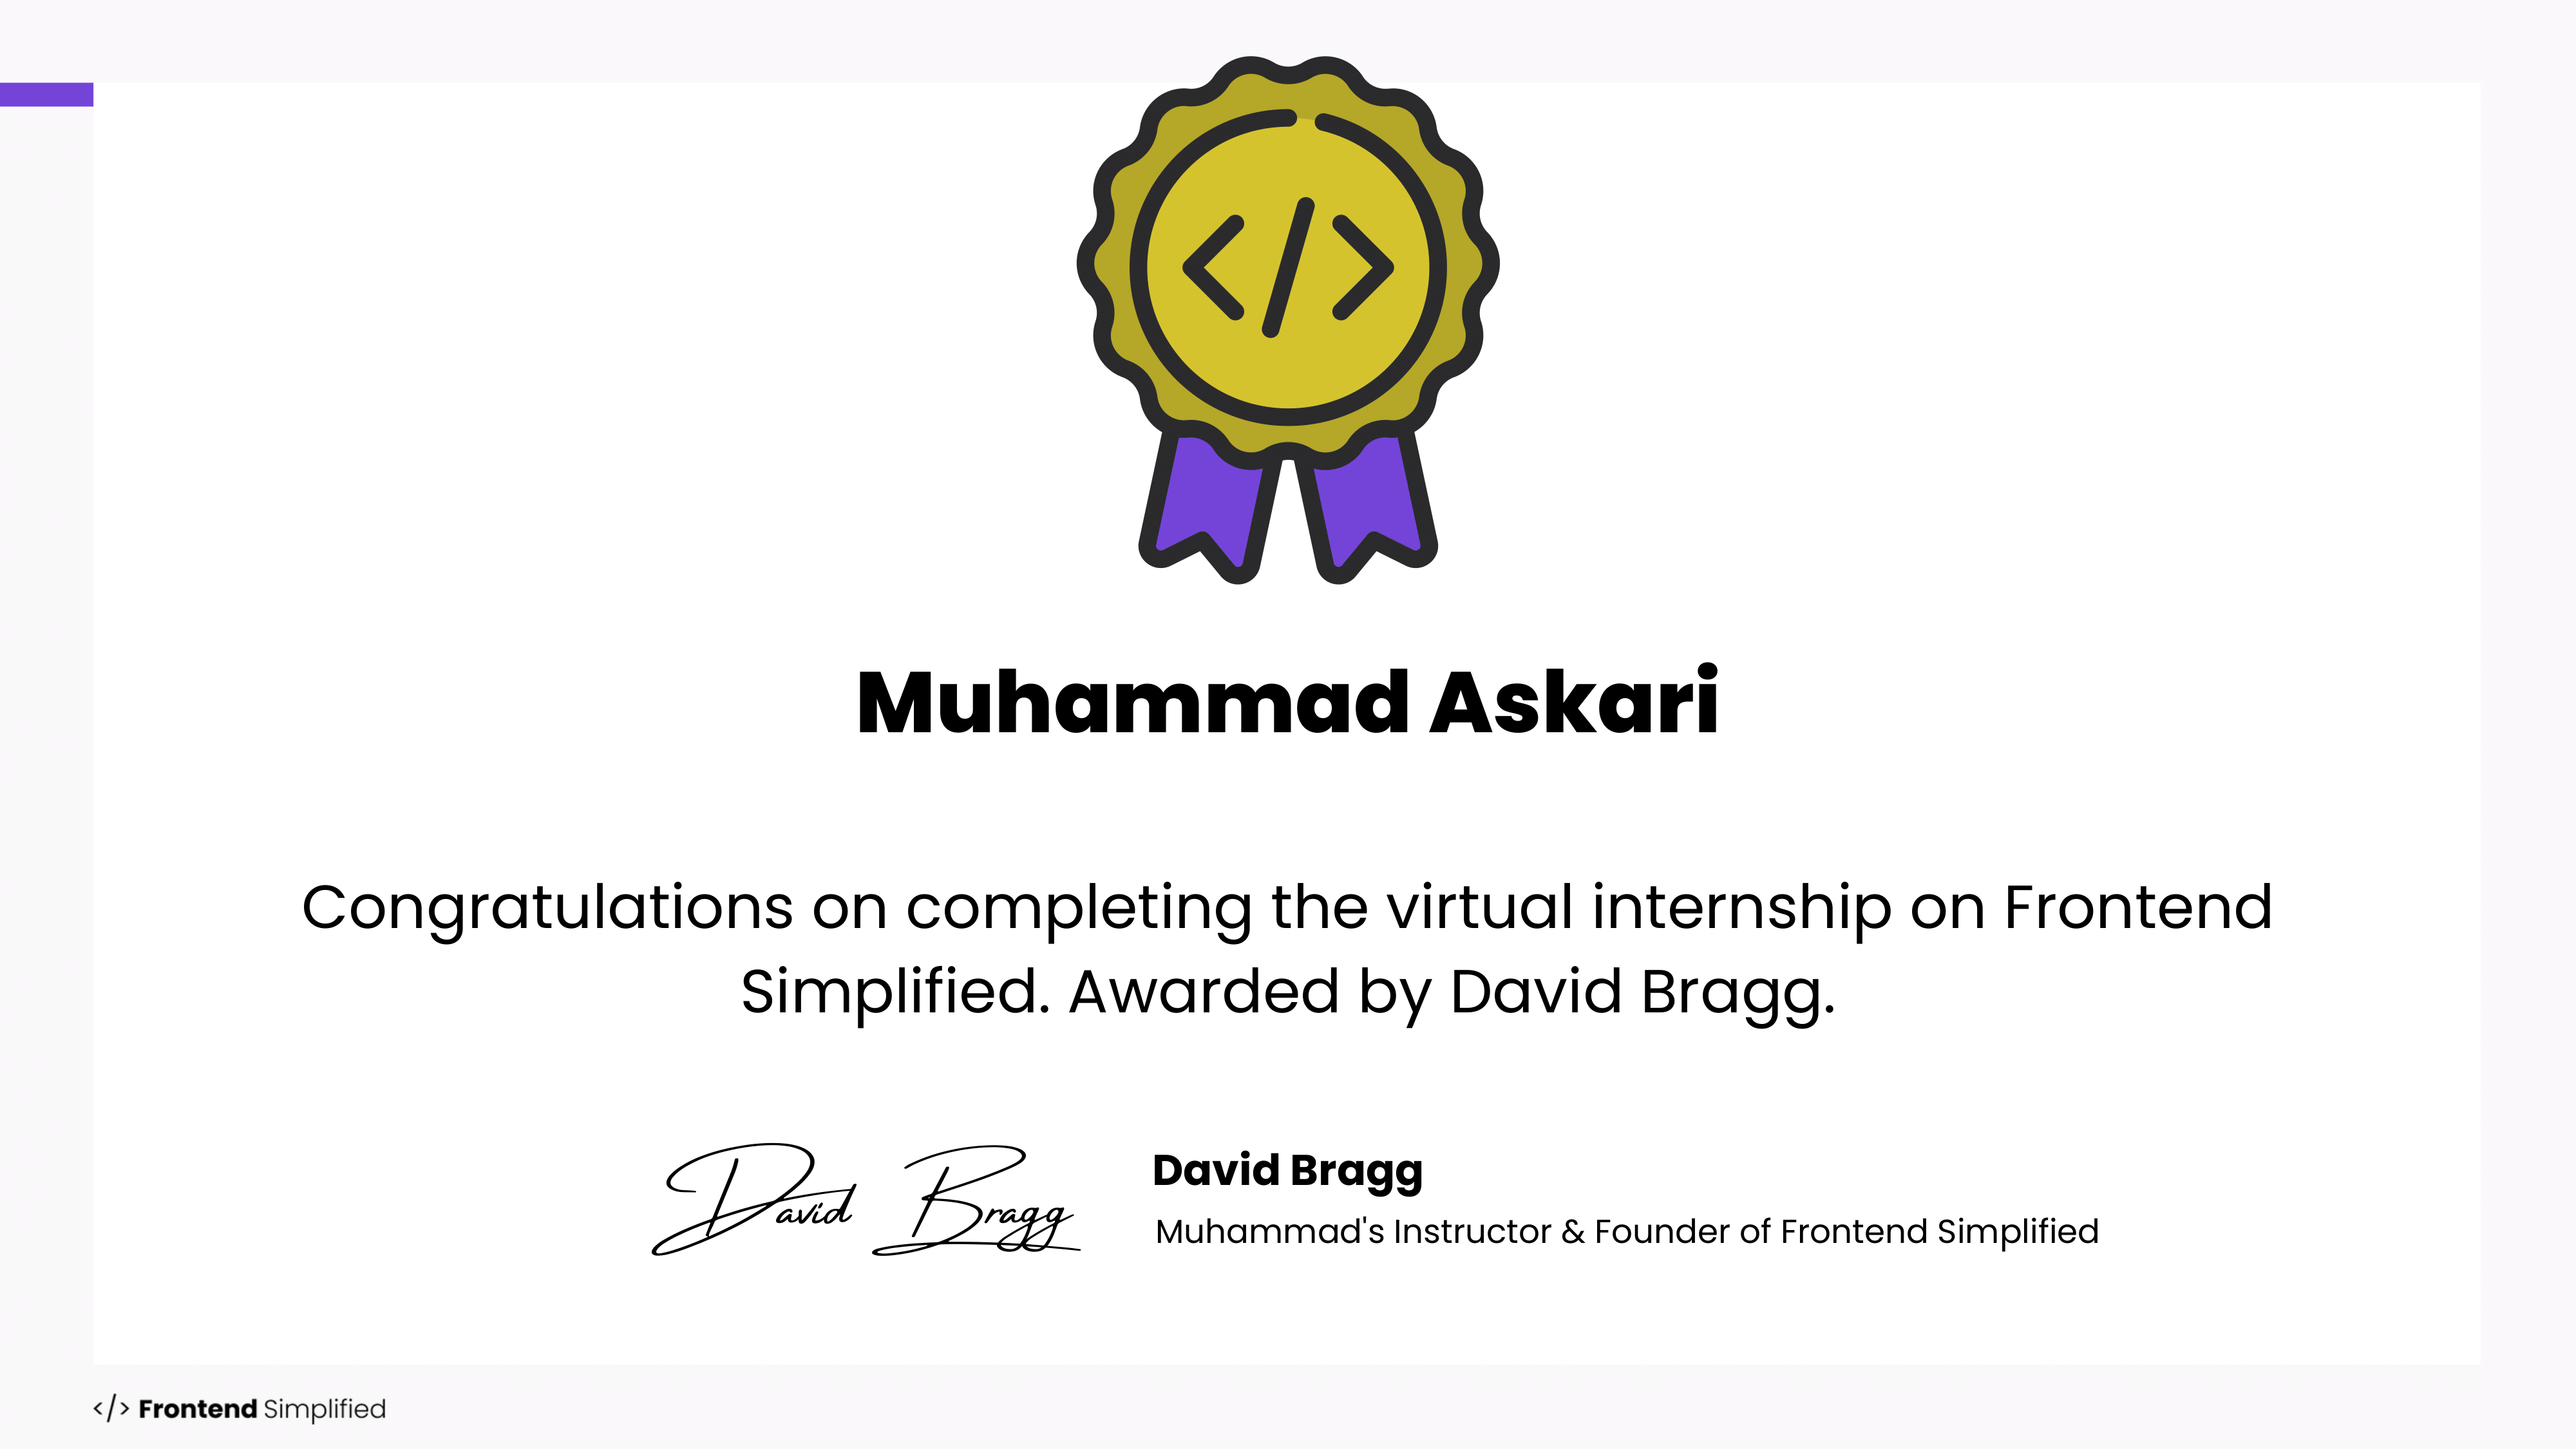 </>
Muhammad Askari
Congratulations on completing the virtual internship on Frontend
Simplified. Awarded by David Bragg.
David Bragg
David Bragg
Muhammad's Instructor & Founder of Frontend Simplified
</> Frontend Simplified